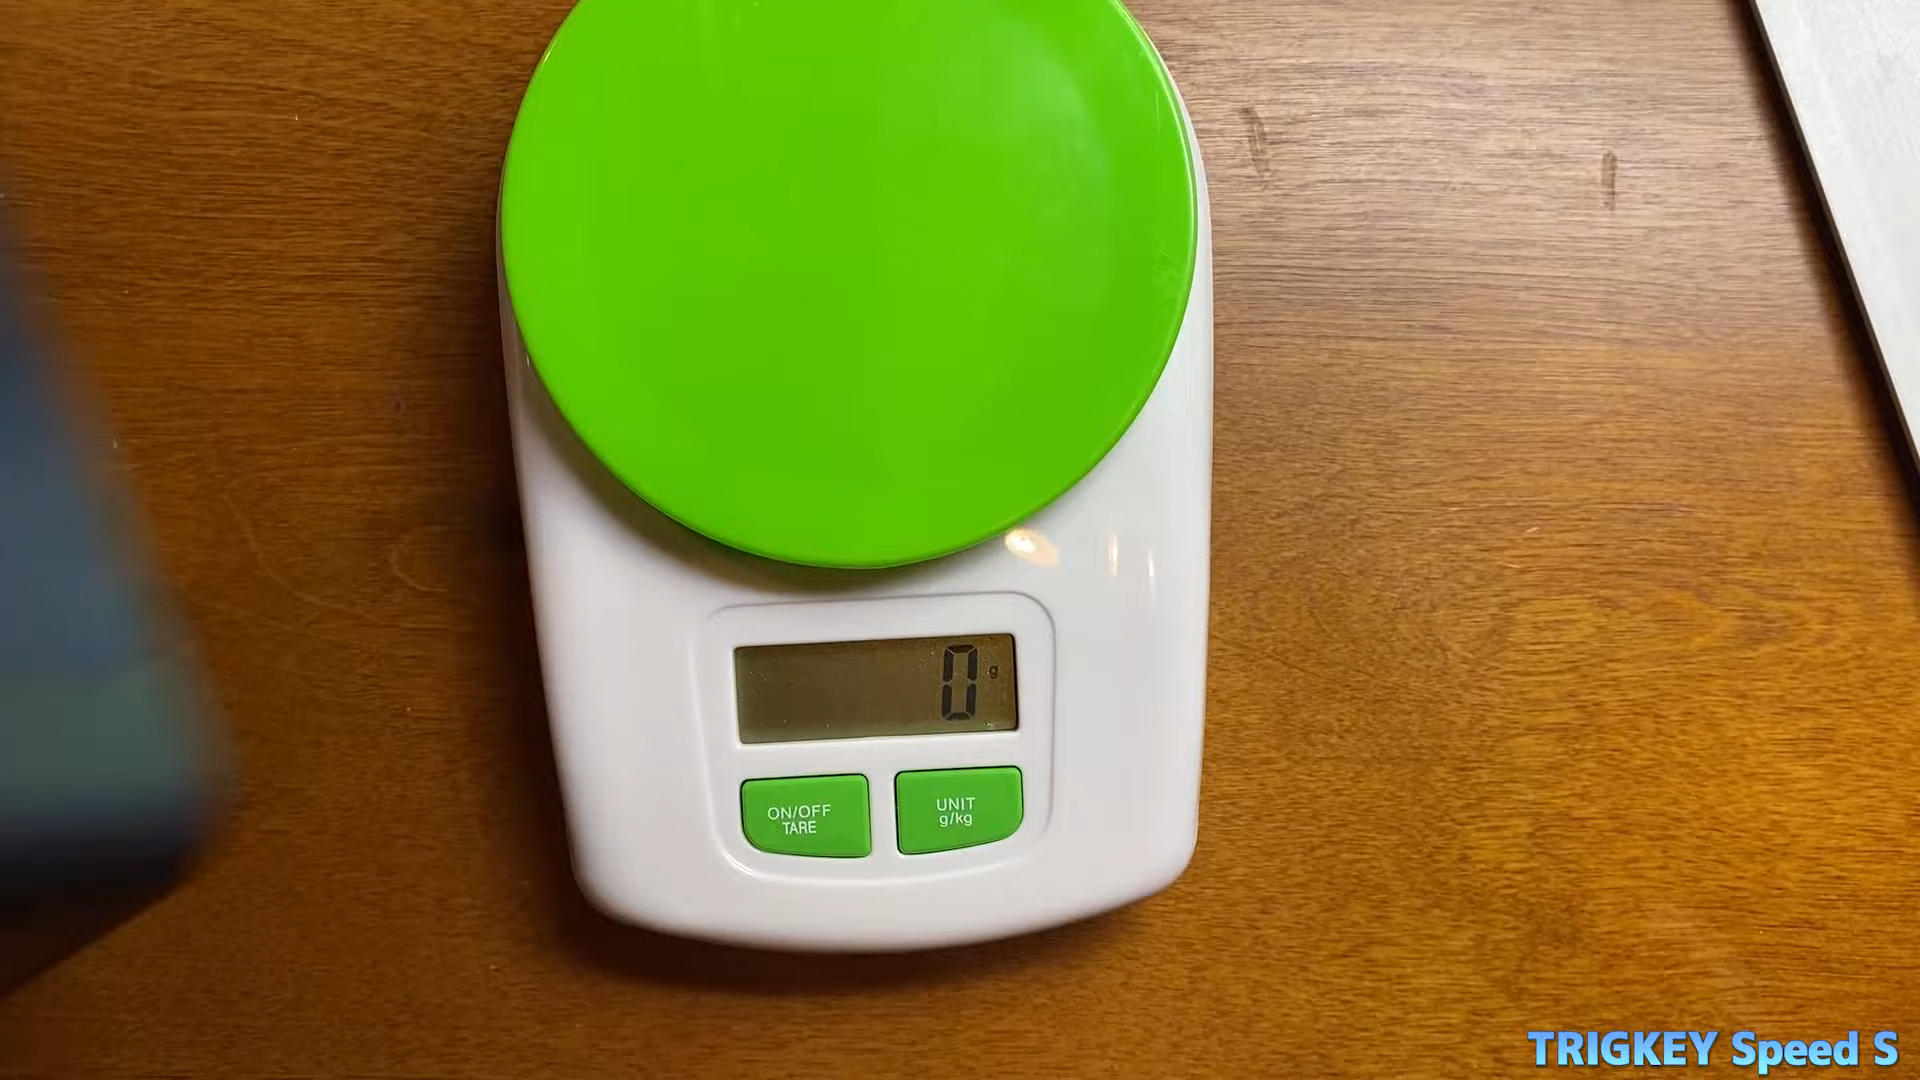 0 g
ON/OFF
TARE
UNIT
g/kg
TRIGKEY Speed S